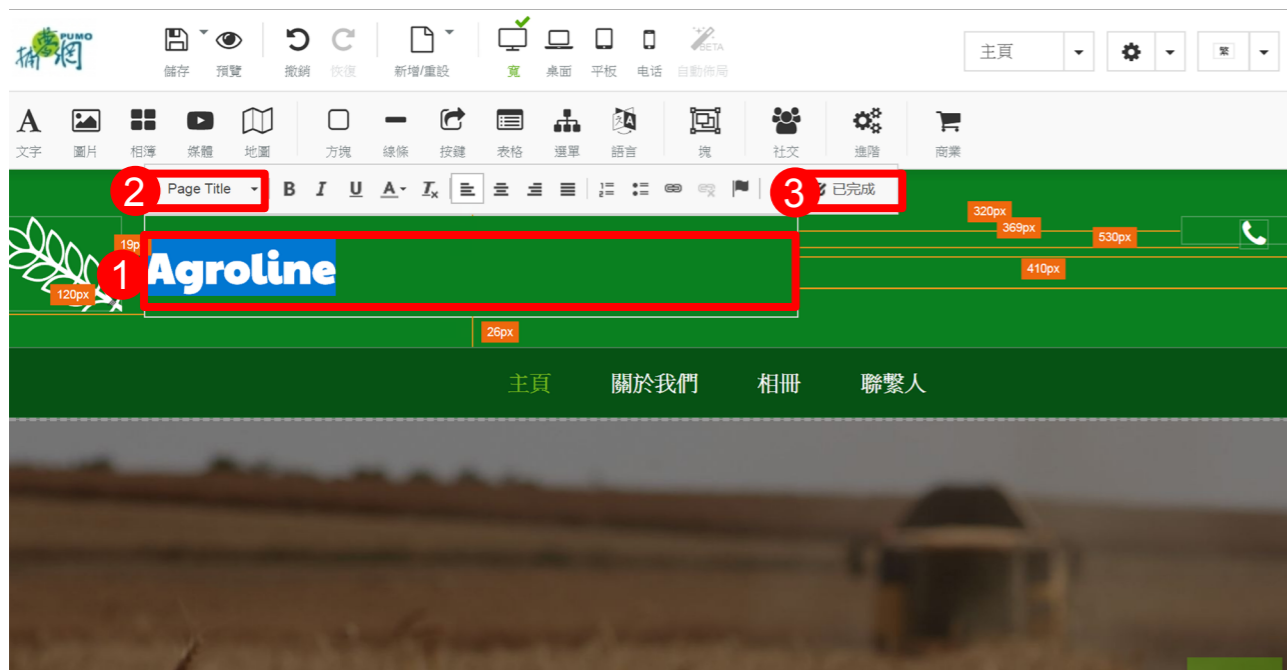 PUMO
捕夢網
儲存 預覽 撤銷 恢復 新增/重設 寬 桌面 平板 电话 BETA 自動佈局 主頁 繁
文字 圖片 相簿 媒體 地圖 方塊 線條 按鍵 表格 選單 語言 塊 社交 進階 商業
2 Page Title B I U A Tx 3 已完成
320px
369px
530px
19p
1 Agroline
410px
120px
26px
主頁 關於我們 相冊 聯繫人